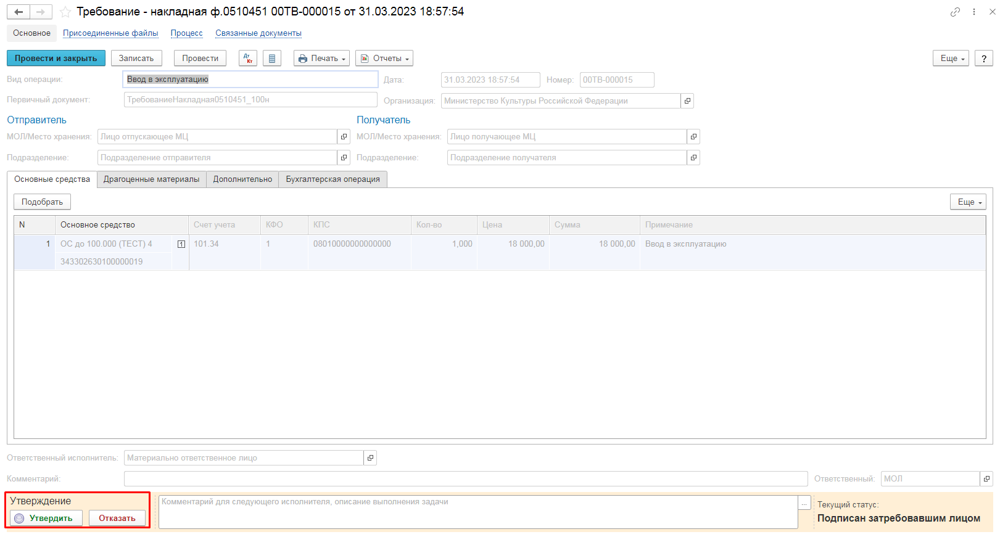 Требование - накладная ф.0510451 00ТВ-000015 от 31.03.2023 18:57:54
Основное Присоединенные файлы Процесс Связанные документы
Провести и закрыть Записать Провести Дт Кт Печать Отчеты Еще ?
Вид операции: Ввод в эксплуатацию Дата: 31.03.2023 18:57:54 Номер: 00ТВ-000015
Первичный документ: ТребованиеНакладная0510451_100н Организация: Министерство Культуры Российской Федерации
Отправитель Получатель
МОЛ/Место хранения: Лицо отпускающее МЦ МОЛ/Место хранения: Лицо получающее МЦ
Подразделение: Подразделение отправителя Подразделение: Подразделение получателя
Основные средства Драгоценные материалы Дополнительно Бухгалтерская операция
Подобрать Еще
N Основное средство Счет учета КФО КПС Кол-во Цена Сумма Примечание
1 ОС до 100.000 (ТЕСТ) 4 1 101.34 1 08010000000000000 1,000 18 000,00 18 000,00 Ввод в эксплуатацию
343302630100000019
Ответственный исполнитель: Материально ответственное лицо
Комментарий: Ответственный: МОЛ
Утверждение Комментарий для следующего исполнителя, описание выполнения задачи ... Текущий статус:
Утвердить Отказать Подписан затребовавшим лицом